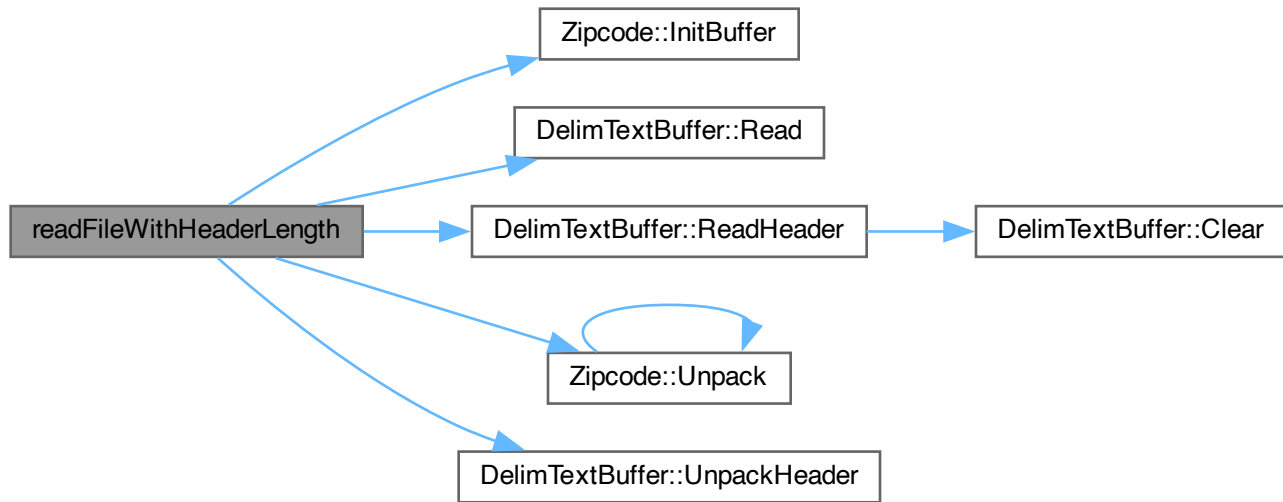 Zipcode::InitBuffer
DelimTextBuffer::Read
readFileWithHeaderLength
DelimTextBuffer::ReadHeader
DelimTextBuffer::Clear
Zipcode::Unpack
DelimTextBuffer::UnpackHeader